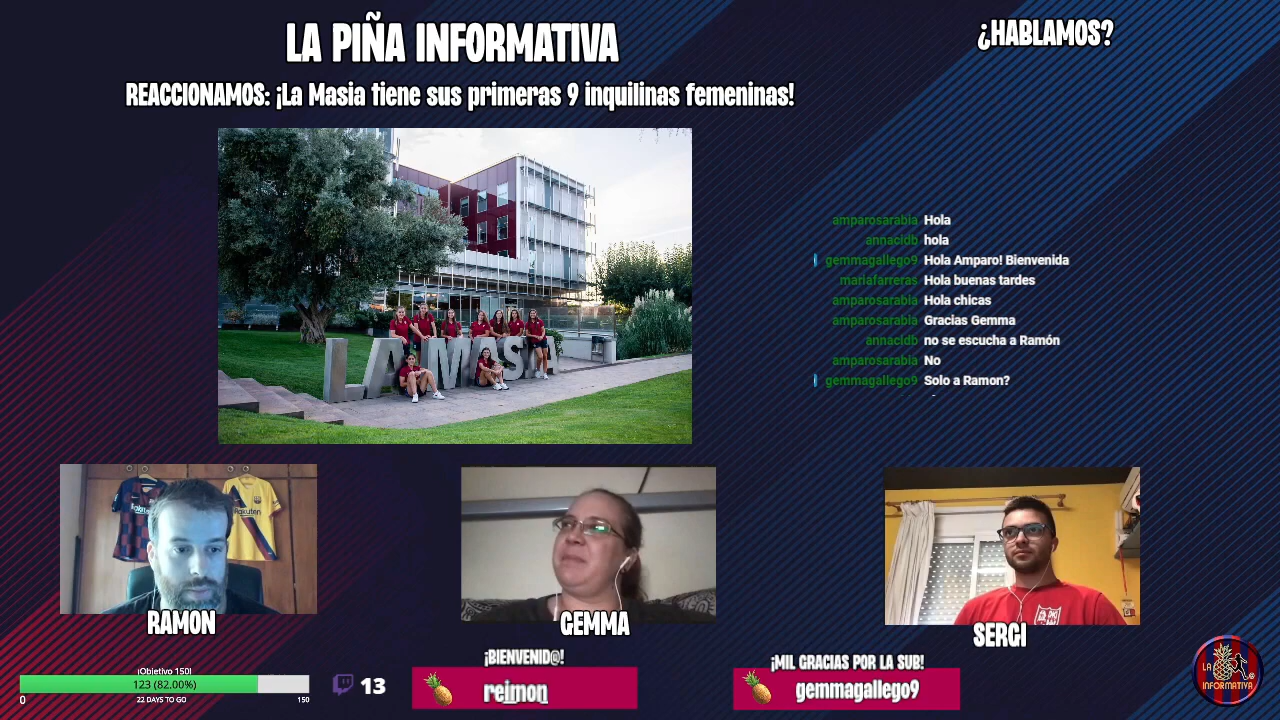 LA PIÑA INFORMATIVA
¿HABLAMOS?
REACCIONAMOS: ¡La Masia tiene sus primeras 9 inquilinas femeninas!
amparosarabia Hola
annacidb hola
gemmagallego9 Hola Amparo! Bienvenida
mariafarreras Hola buenas tardes
amparosarabia Hola chicas
amparosarabia Gracias Gemma
annacidb no se escucha a Ramón
amparosarabia No
gemmagallego9 Solo a Ramon?
LA MASIA
Rakuten
RAMON
GEMMA
SERGI
¡Objetivo 150!
123 (82.00%)
0
22 DAYS TO GO
150
13
¡BIENVENID@!
reimon
¡MIL GRACIAS POR LA SUB!
gemmagallego9
LA
INFORMATIVA